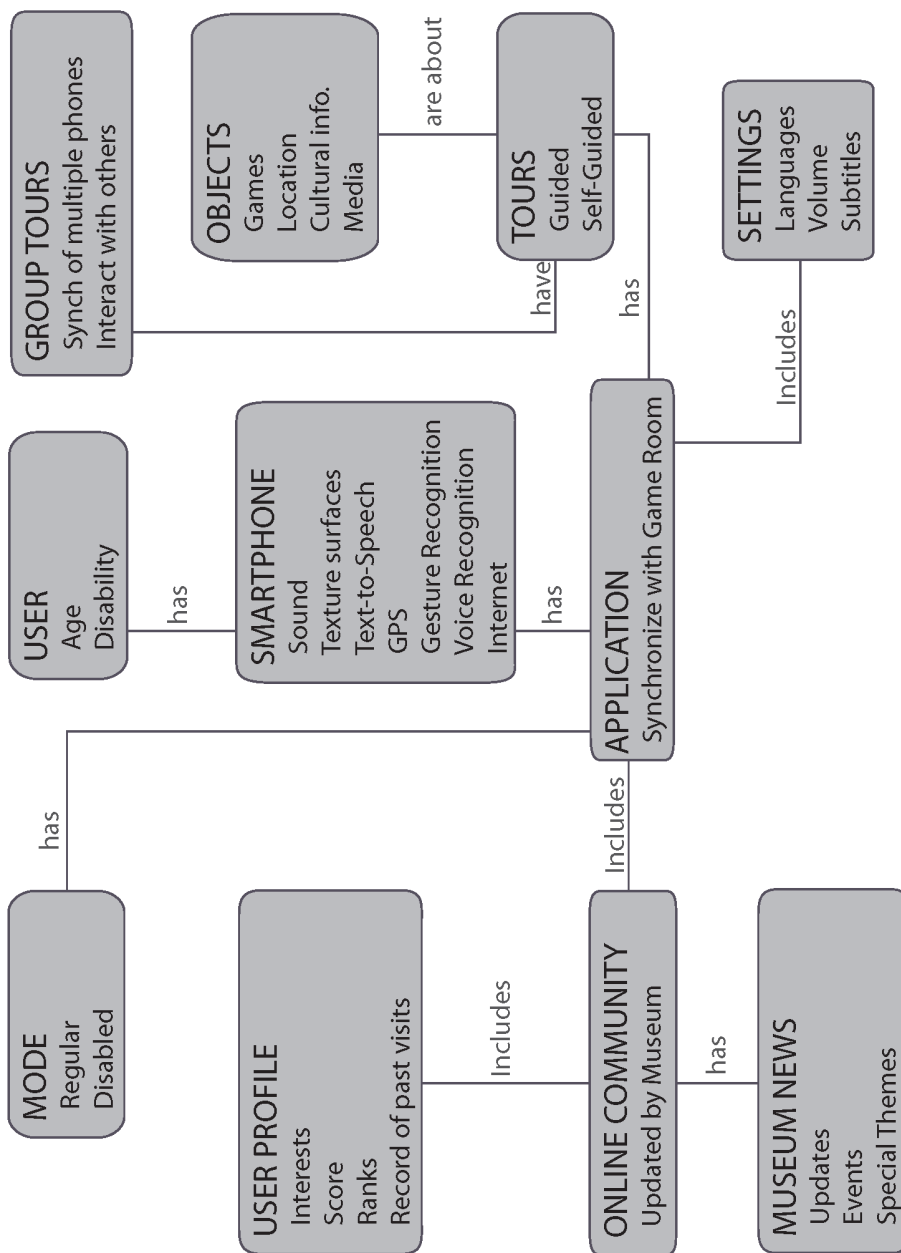 MODE
Regular
Disabled
has
USER
Age
Disability
has
GROUP TOURS
Synch of multiple phones
Interact with others
USER PROFILE
Interests
Score
Ranks
Record of past visits
Includes
SMARTPHONE
Sound
Texture surfaces
Text-to-Speech
GPS
Gesture Recognition
Voice Recognition
Internet
has
OBJECTS
Games
Location
Cultural info.
Media
are about
have
TOURS
Guided
Self-Guided
has
ONLINE COMMUNITY
Updated by Museum
Includes
APPLICATION
Synchronize with Game Room
has
Includes
MUSEUM NEWS
Updates
Events
Special Themes
SETTINGS
Languages
Volume
Subtitles